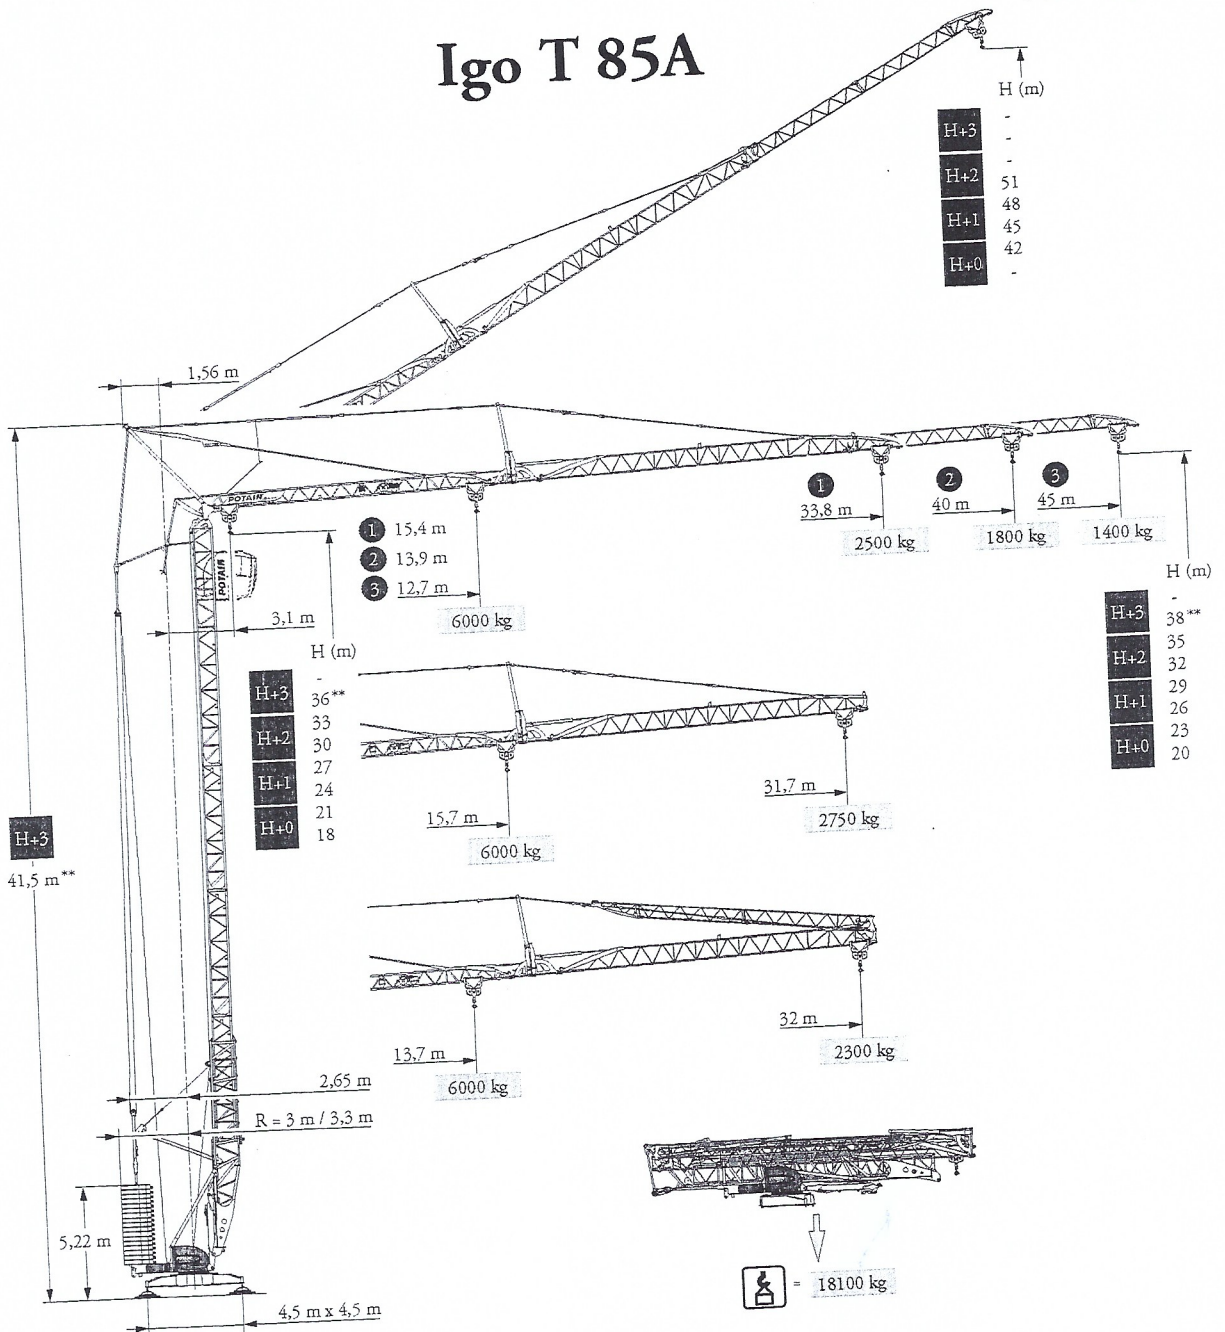 Igo T 85A
H (m)
H+3
-
-
-
H+2
51
48
H+1
45
42
H+0
-
1,56 m
POTAIN
1
33,8 m
2
40 m
3
45 m
2500 kg
1800 kg
1400 kg
1 15,4 m
2 13,9 m
3 12,7 m
6000 kg
POTAIN
3,1 m
H (m)
-
H+3
36**
33
H+2
30
27
H+1
24
21
H+0
18
H (m)
-
H+3
38**
35
H+2
32
29
H+1
26
23
H+0
20
15,7 m
6000 kg
31,7 m
2750 kg
H+3
41,5 m**
13,7 m
6000 kg
32 m
2300 kg
2,65 m
R = 3 m / 3,3 m
5,22 m
4,5 m x 4,5 m
= 18100 kg